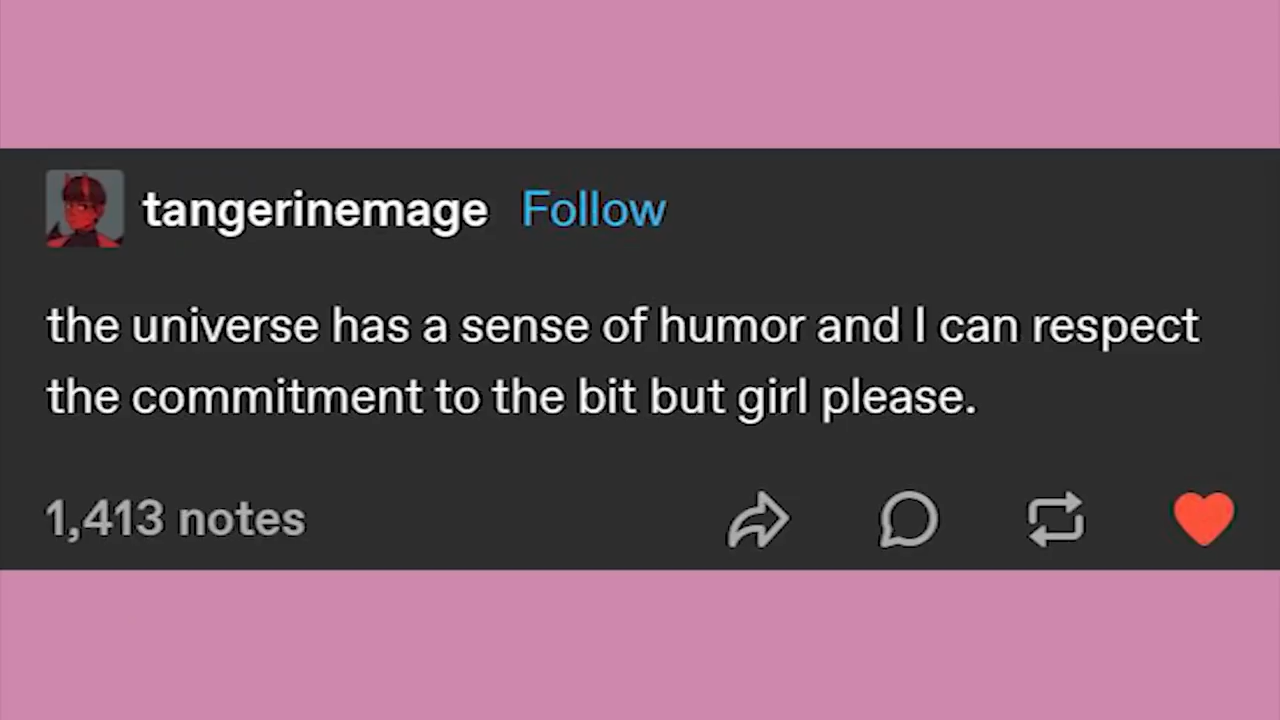 tangerinemage Follow
the universe has a sense of humor and I can respect
the commitment to the bit but girl please.
1,413 notes